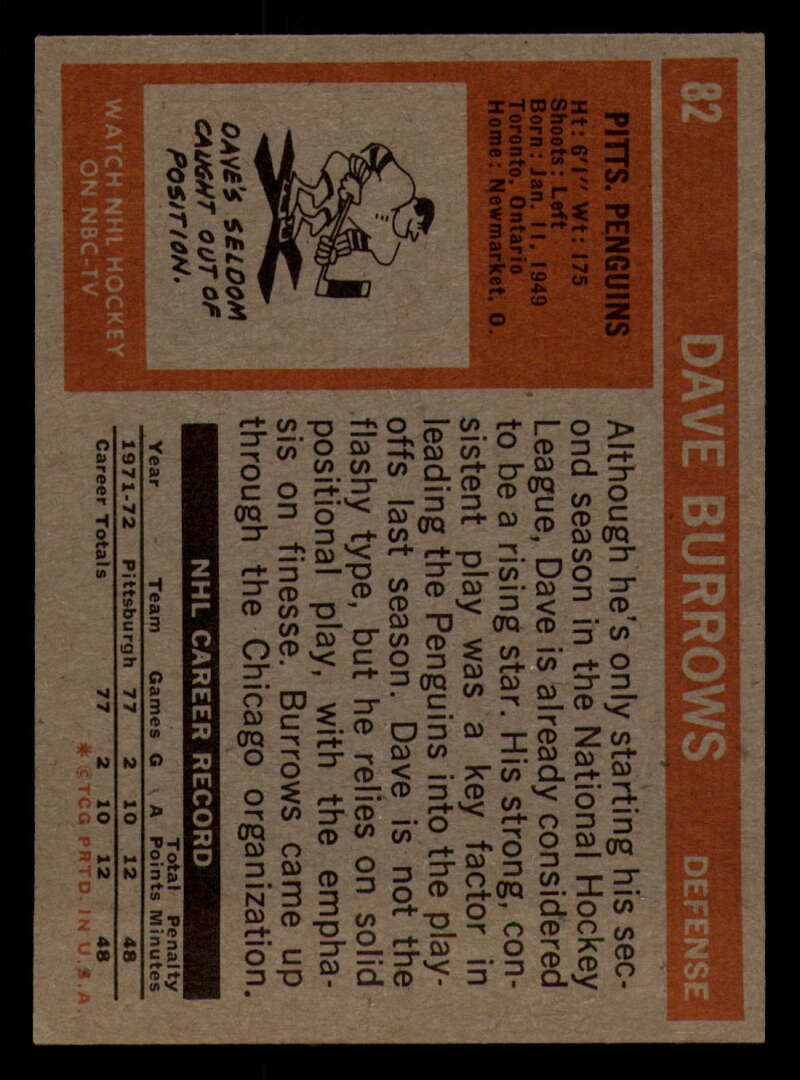 82 DAVE BURROWS DEFENSE
PITTS. PENGUINS
Ht: 6'1" Wt: 175
Shoots: Left
Born: Jan. 11, 1949
Toronto, Ontario
Home: Newmarket, O.
DAVE'S SELDOM
CAUGHT OUT OF
POSITION.
WATCH NHL HOCKEY
ON NBC-TV
Although he's only starting his sec-
ond season in the National Hockey
League, Dave is already considered
to be a rising star. His strong, con-
sistent play was a key factor in
leading the Penguins into the play-
offs last season. Dave is not the
flashy type, but he relies on solid
positional play, with the empha-
sis on finesse. Burrows came up
through the Chicago organization.
NHL CAREER RECORD
Total Penalty
Year Team Games G A Points Minutes
1971-72 Pittsburgh 77 2 10 12 48
Career Totals 77 2 10 12 48
*©TCG PRTD. IN U.S.A.